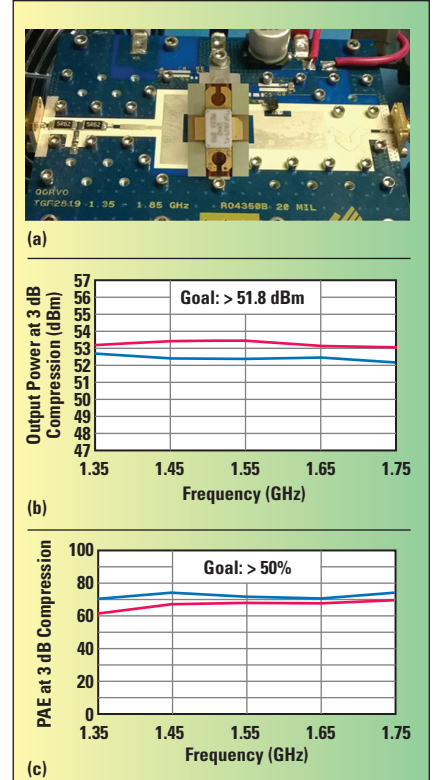 5R62 5R62
QORVO
TGF2819 1.35 - 1.85 GHz RO4350B 20 MIL
(a)
Goal: > 51.8 dBm
Output Power at 3 dB
Compression (dBm)
57
56
55
54
53
52
51
50
49
48
47
1.35 1.45 1.55 1.65 1.75
Frequency (GHz)
(b)
Goal: > 50%
PAE at 3 dB Compression
100
80
60
40
20
0
1.35 1.45 1.55 1.65 1.75
Frequency (GHz)
(c)